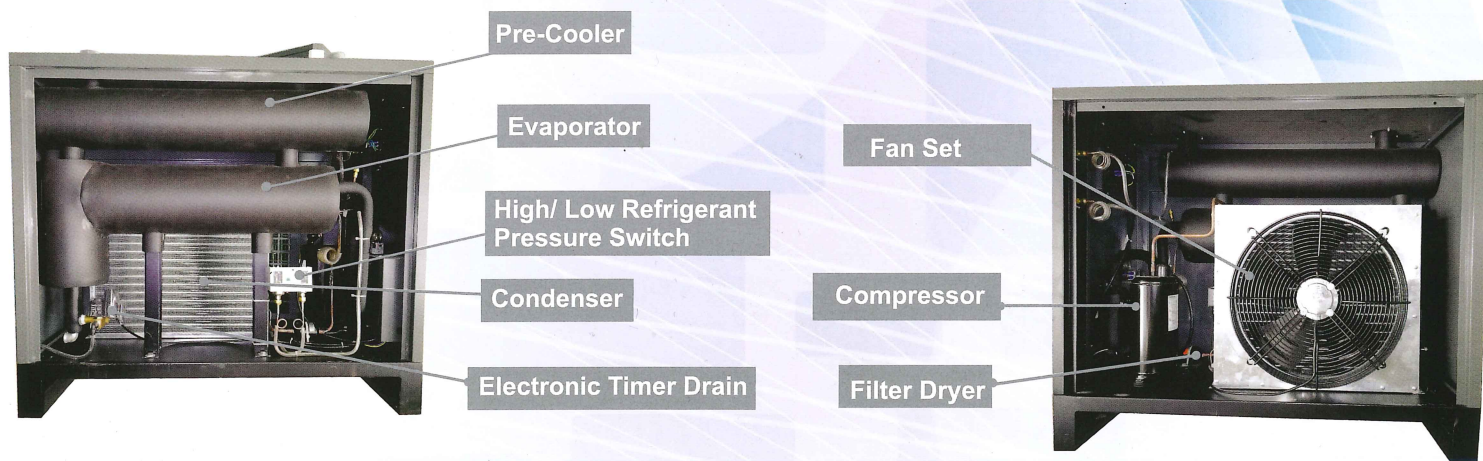 Pre-Cooler
Evaporator
High/ Low Refrigerant
Pressure Switch
Condenser
Electronic Timer Drain
Fan Set
Compressor
Filter Dryer